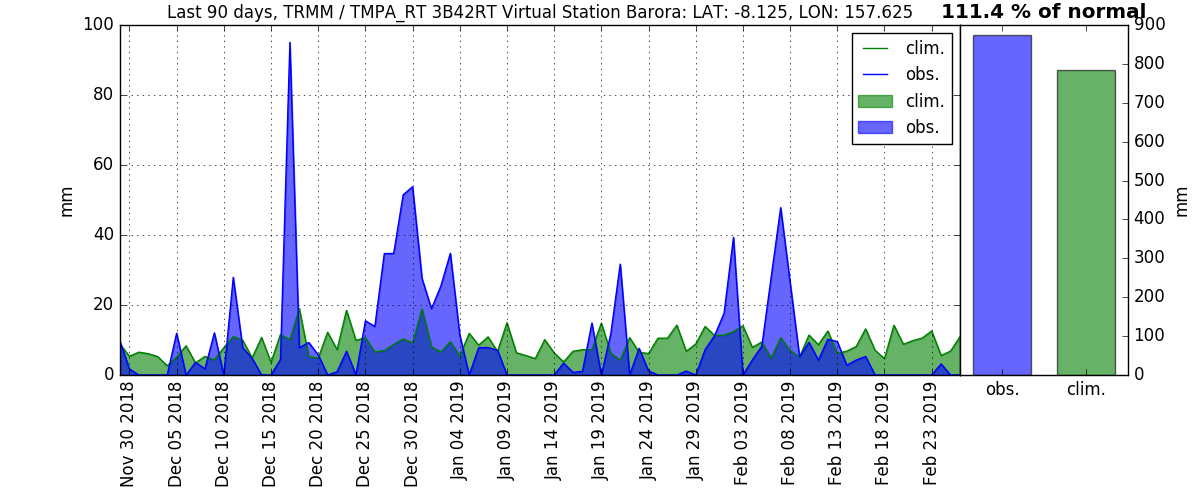 Last 90 days, TRMM / TMPA_RT 3B42RT Virtual Station Barora: LAT: -8.125, LON: 157.625
111.4 % of normal
100
80
60
40
20
0
mm
clim.
obs.
clim.
obs.
900
800
700
600
500
400
300
200
100
0
mm
obs.
clim.
Nov 30 2018
Dec 05 2018
Dec 10 2018
Dec 15 2018
Dec 20 2018
Dec 25 2018
Dec 30 2018
Jan 04 2019
Jan 09 2019
Jan 14 2019
Jan 19 2019
Jan 24 2019
Jan 29 2019
Feb 03 2019
Feb 08 2019
Feb 13 2019
Feb 18 2019
Feb 23 2019